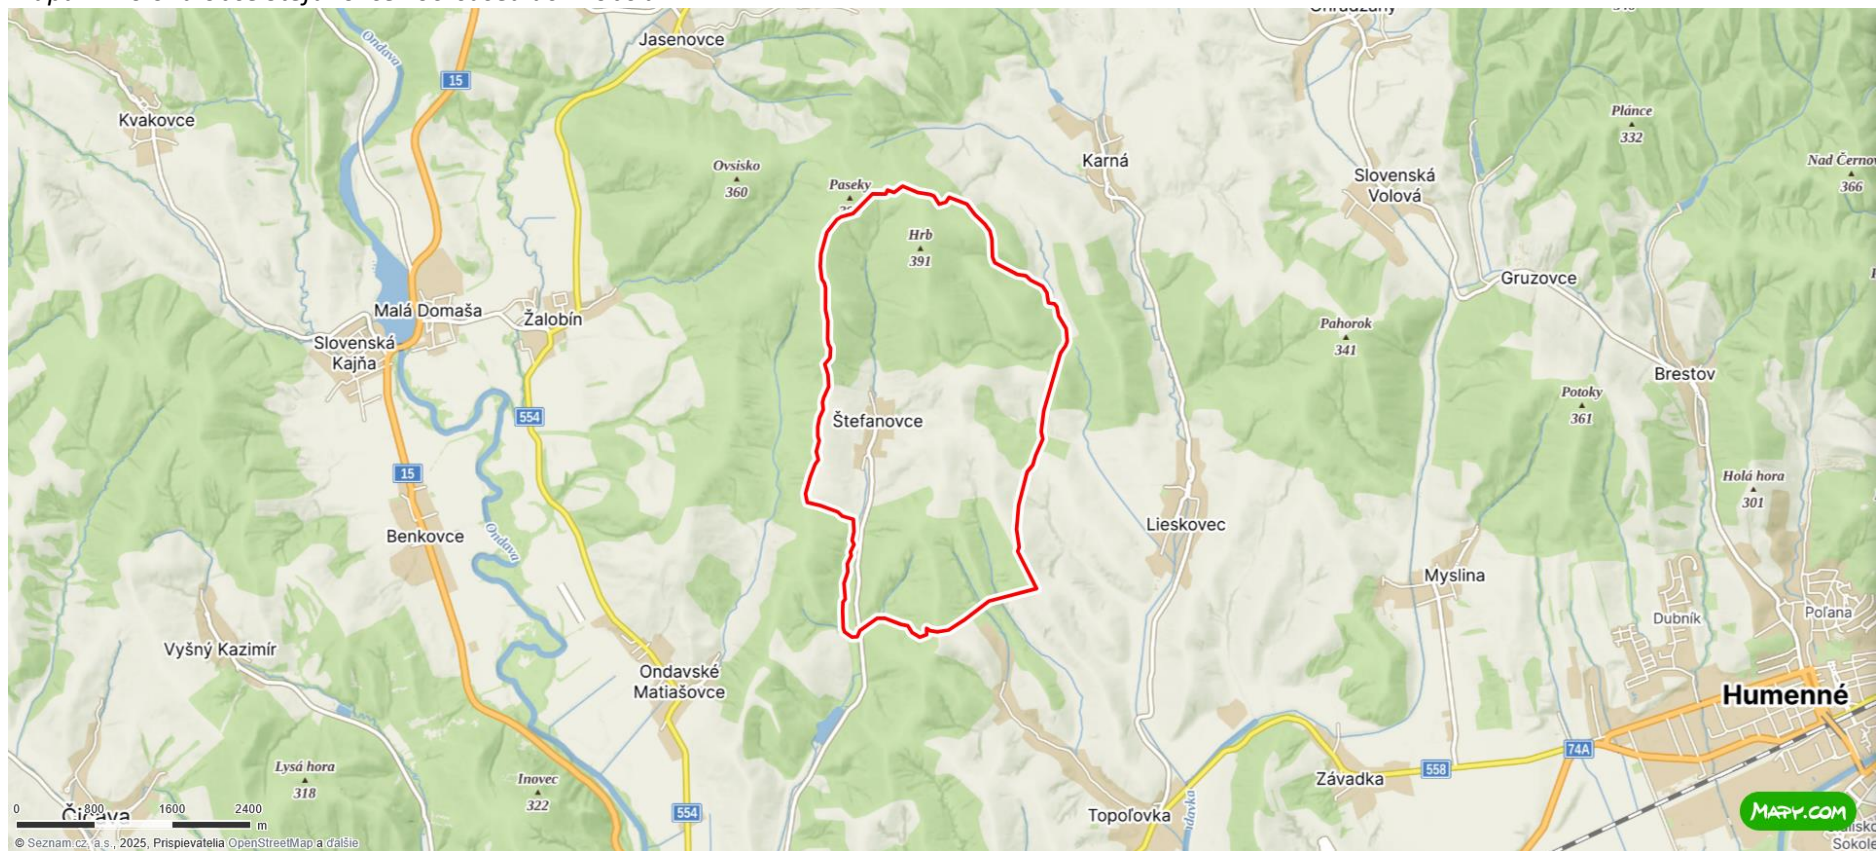 Ondava
15
Jasenovce
Kvakovce
Plánce
332
Ovsisko
360
Karná
Paseky
Slovenská
Volová
366
Hrb
391
Malá Domaša
Žalobín
Gruzovce
Slovenská
Kajňa
Pahorok
341
Brestov
Potoky
361
554
Štefanovce
15
Holá hora
301
Lieskovec
Benkovce
Ondava
Myslina
Dubník
Poľana
Vyšný Kazimír
Ondavské
Matiašovce
Humenné
74A
Lysá hora
318
Inovec
322
558
Závadka
554
Topoľovka
Čičava
0 800 1600 2400
m
MAPY.COM
© Seznam.cz, a.s., 2025, Prispievatelia OpenStreetMap a ďalšie